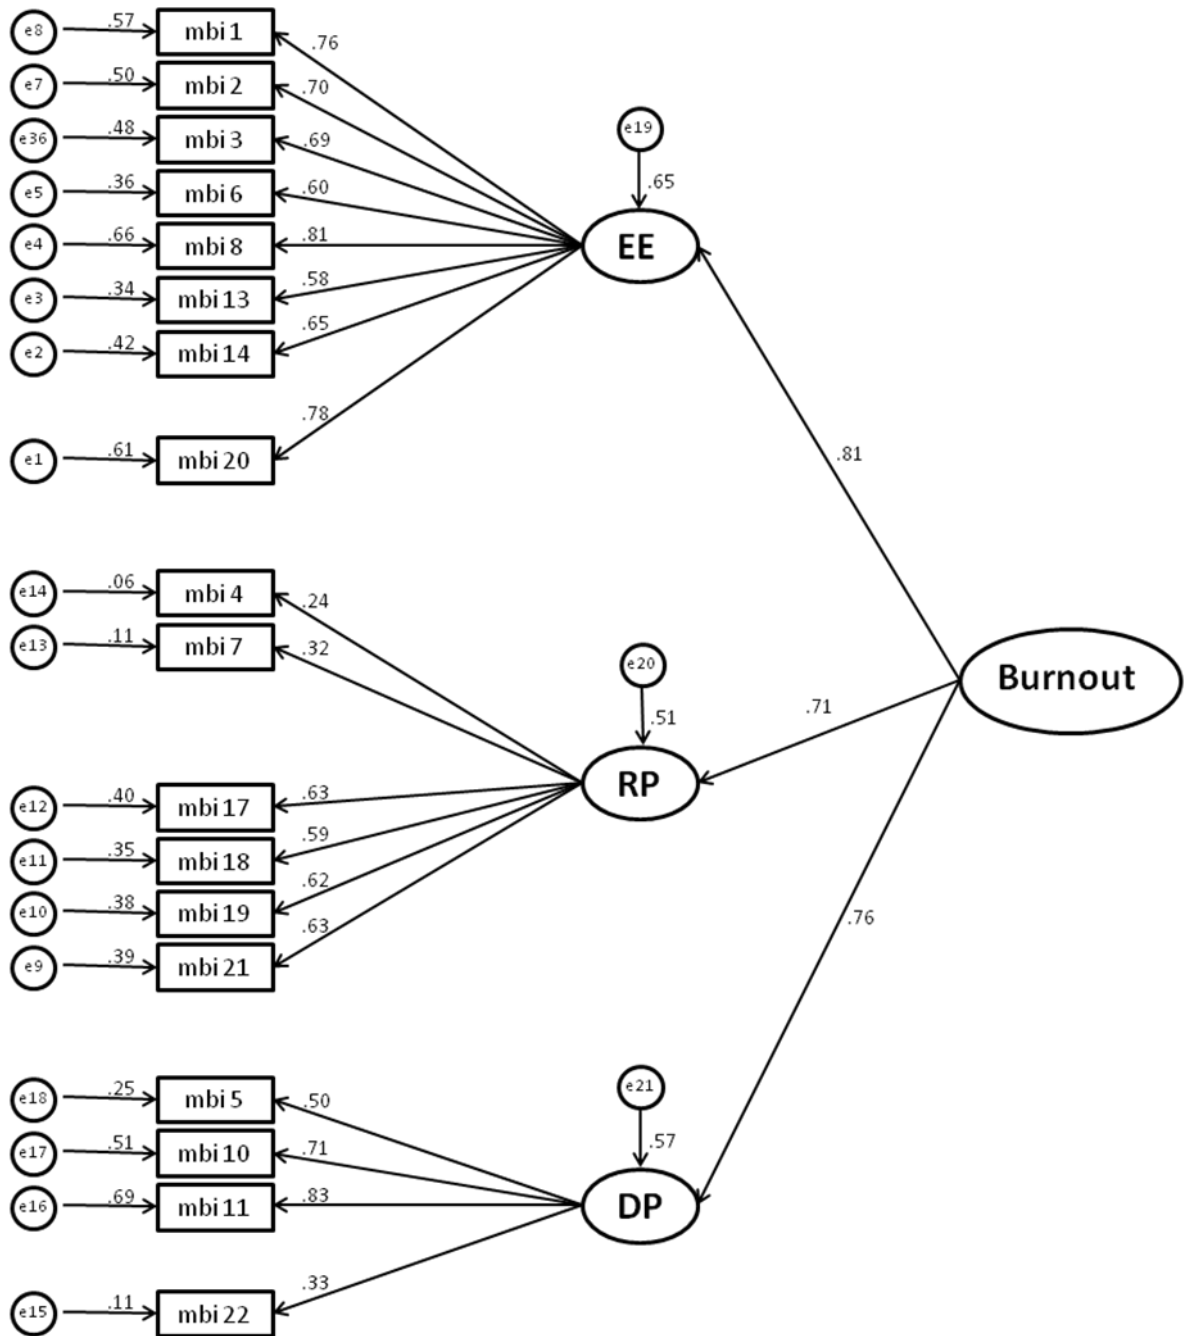 e8 .57 mbi 1 .76
e7 .50 mbi 2 .70
e36 .48 mbi 3 .69
e5 .36 mbi 6 .60
e4 .66 mbi 8 .81
e3 .34 mbi 13 .58
e2 .42 mbi 14 .65
e1 .61 mbi 20 .78
e19
.65
EE
.81
e14 .06 mbi 4 .24
e13 .11 mbi 7 .32
e12 .40 mbi 17 .63
e11 .35 mbi 18 .59
e10 .38 mbi 19 .62
e9 .39 mbi 21 .63
e20
.51
RP
.71
Burnout
.76
e18 .25 mbi 5 .50
e17 .51 mbi 10 .71
e16 .69 mbi 11 .83
e15 .11 mbi 22 .33
e21
.57
DP